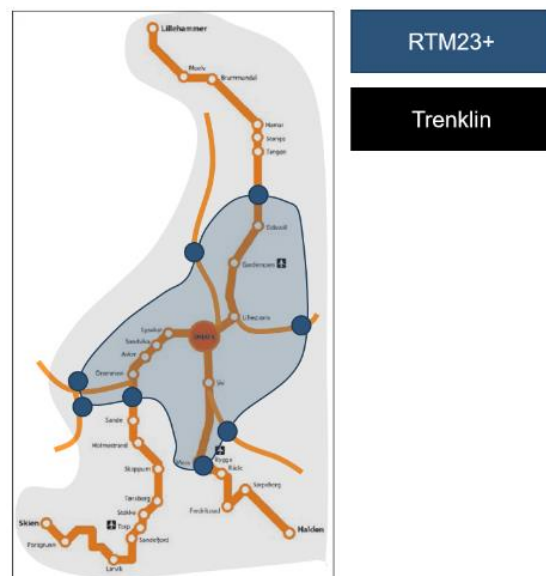 RTM23+
Trenklin
Lillehammer
Moelv
Brumunddal
Hamar
Stange
Tangen
Eidsvoll
Gardermoen
Lillestrøm
Lysaker
Sandvika
Asker
Drammen
Ski
Sande
Holmestrand
Moss
Rygge
Råde
Skoppum
Sarpsborg
Fredrikstad
Tønsberg
Stokke
Torp
Skien
Halden
Sandefjord
Porsgrunn
Larvik